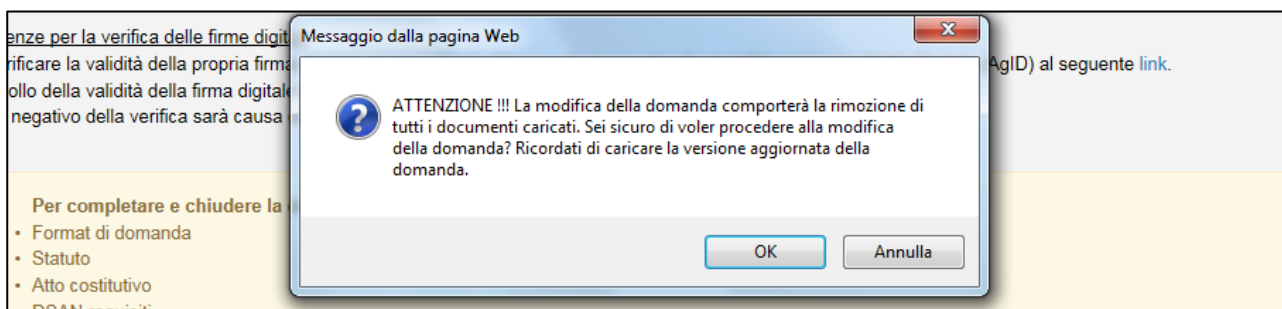 enze per la verifica delle firme digit
Messaggio dalla pagina Web
rificare la validità della propria firma
AgID) al seguente link.
ollo della validità della firma digitale
negativo della verifica sarà causa
ATTENZIONE !!! La modifica della domanda comporterà la rimozione di
tutti i documenti caricati. Sei sicuro di voler procedere alla modifica
della domanda? Ricordati di caricare la versione aggiornata della
domanda.
OK
Annulla
Per completare e chiudere la
• Format di domanda
• Statuto
• Atto costitutivo
• DSAN requisiti